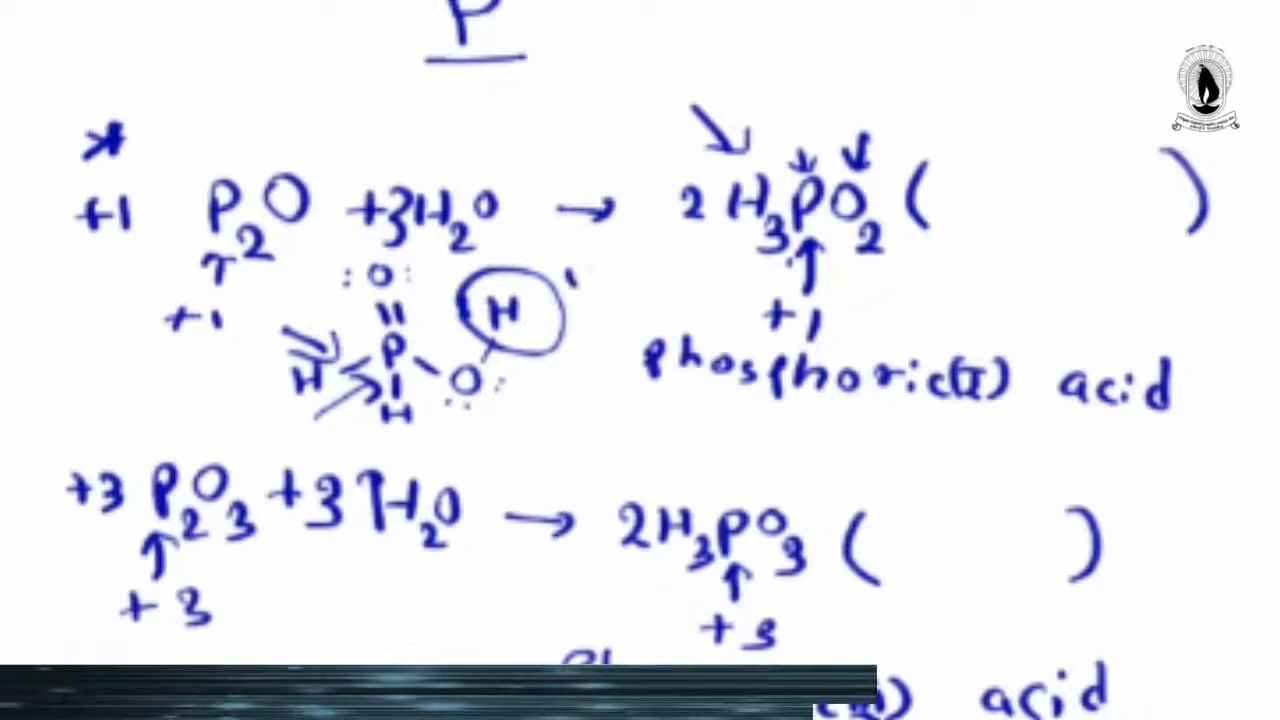 P
*
+1 P₂O + 3H₂O → 2H₃PO₂ ( )
+1 +1
:O:
H
H P O
H
phosphoric(I) acid
+3 P₂O₃ + 3H₂O → 2H₃PO₃ ( )
+3 +3
acid